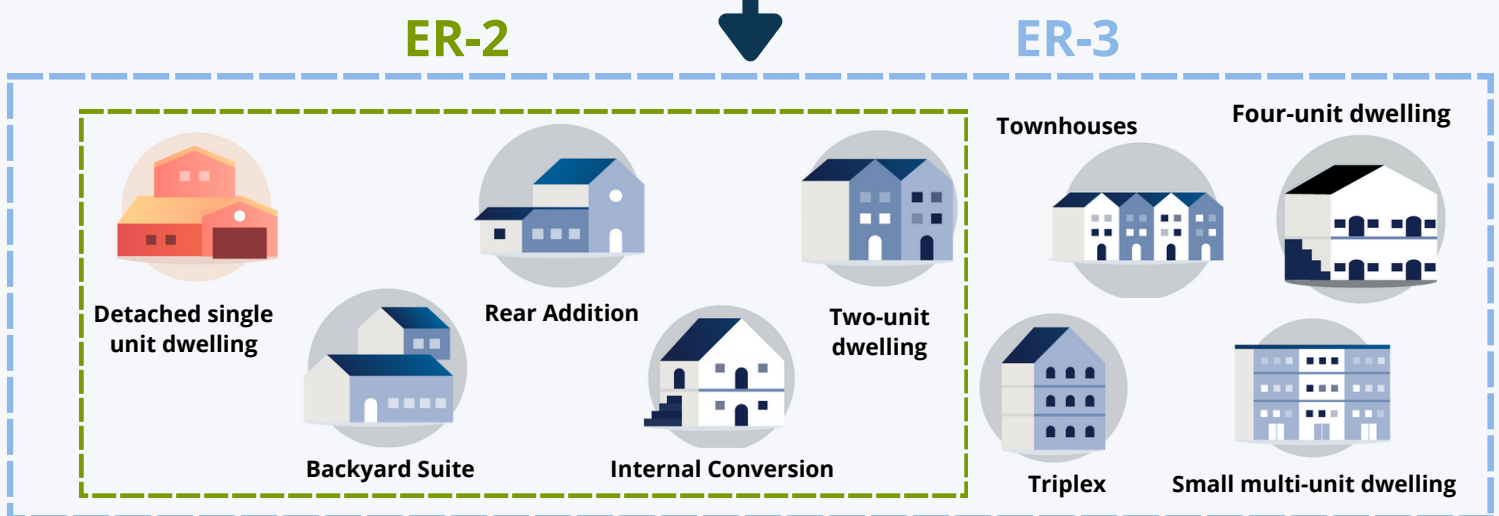 ER-2
ER-3
Detached single
unit dwelling
Backyard Suite
Rear Addition
Internal Conversion
Two-unit
dwelling
Townhouses
Four-unit dwelling
Triplex
Small multi-unit dwelling